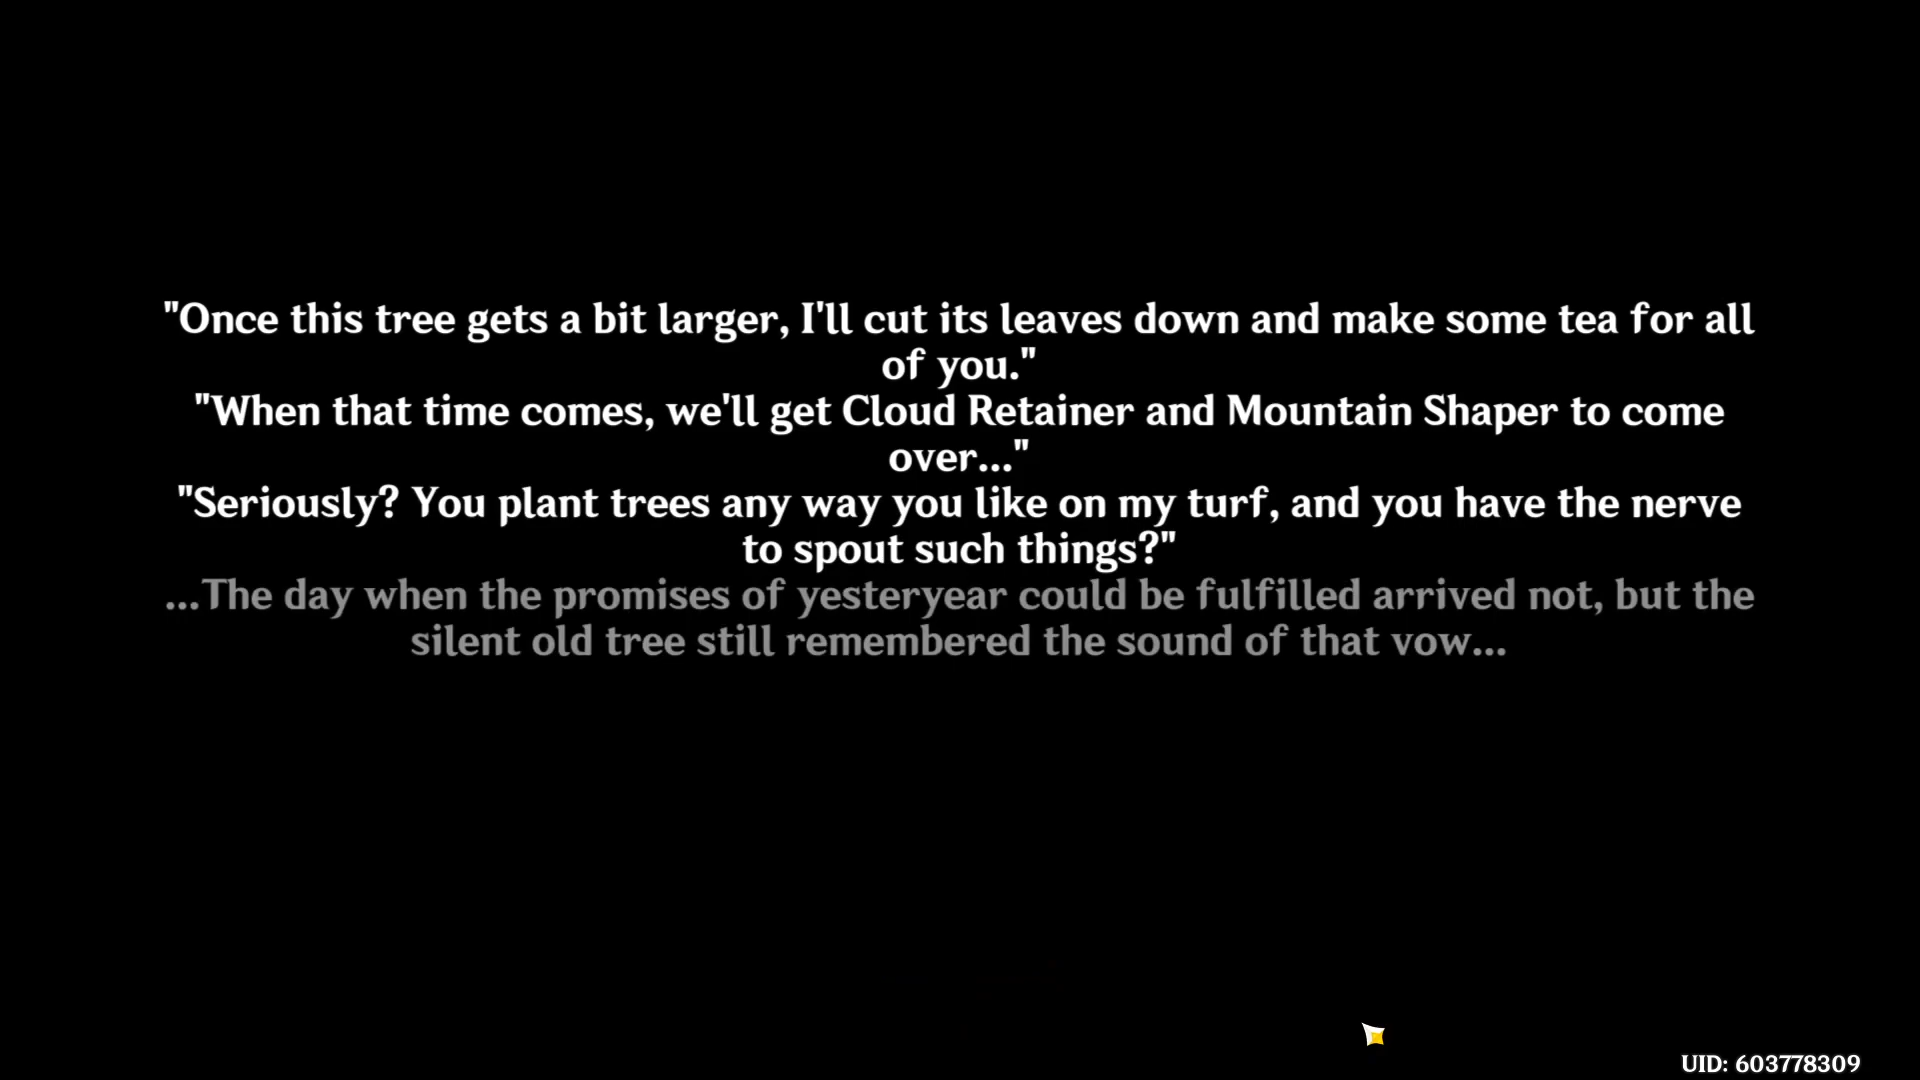 "Once this tree gets a bit larger, I'll cut its leaves down and make some tea for all
of you."
"When that time comes, we'll get Cloud Retainer and Mountain Shaper to come
over..."
"Seriously? You plant trees any way you like on my turf, and you have the nerve
to spout such things?"
...The day when the promises of yesteryear could be fulfilled arrived not, but the
silent old tree still remembered the sound of that vow...
UID: 603778309